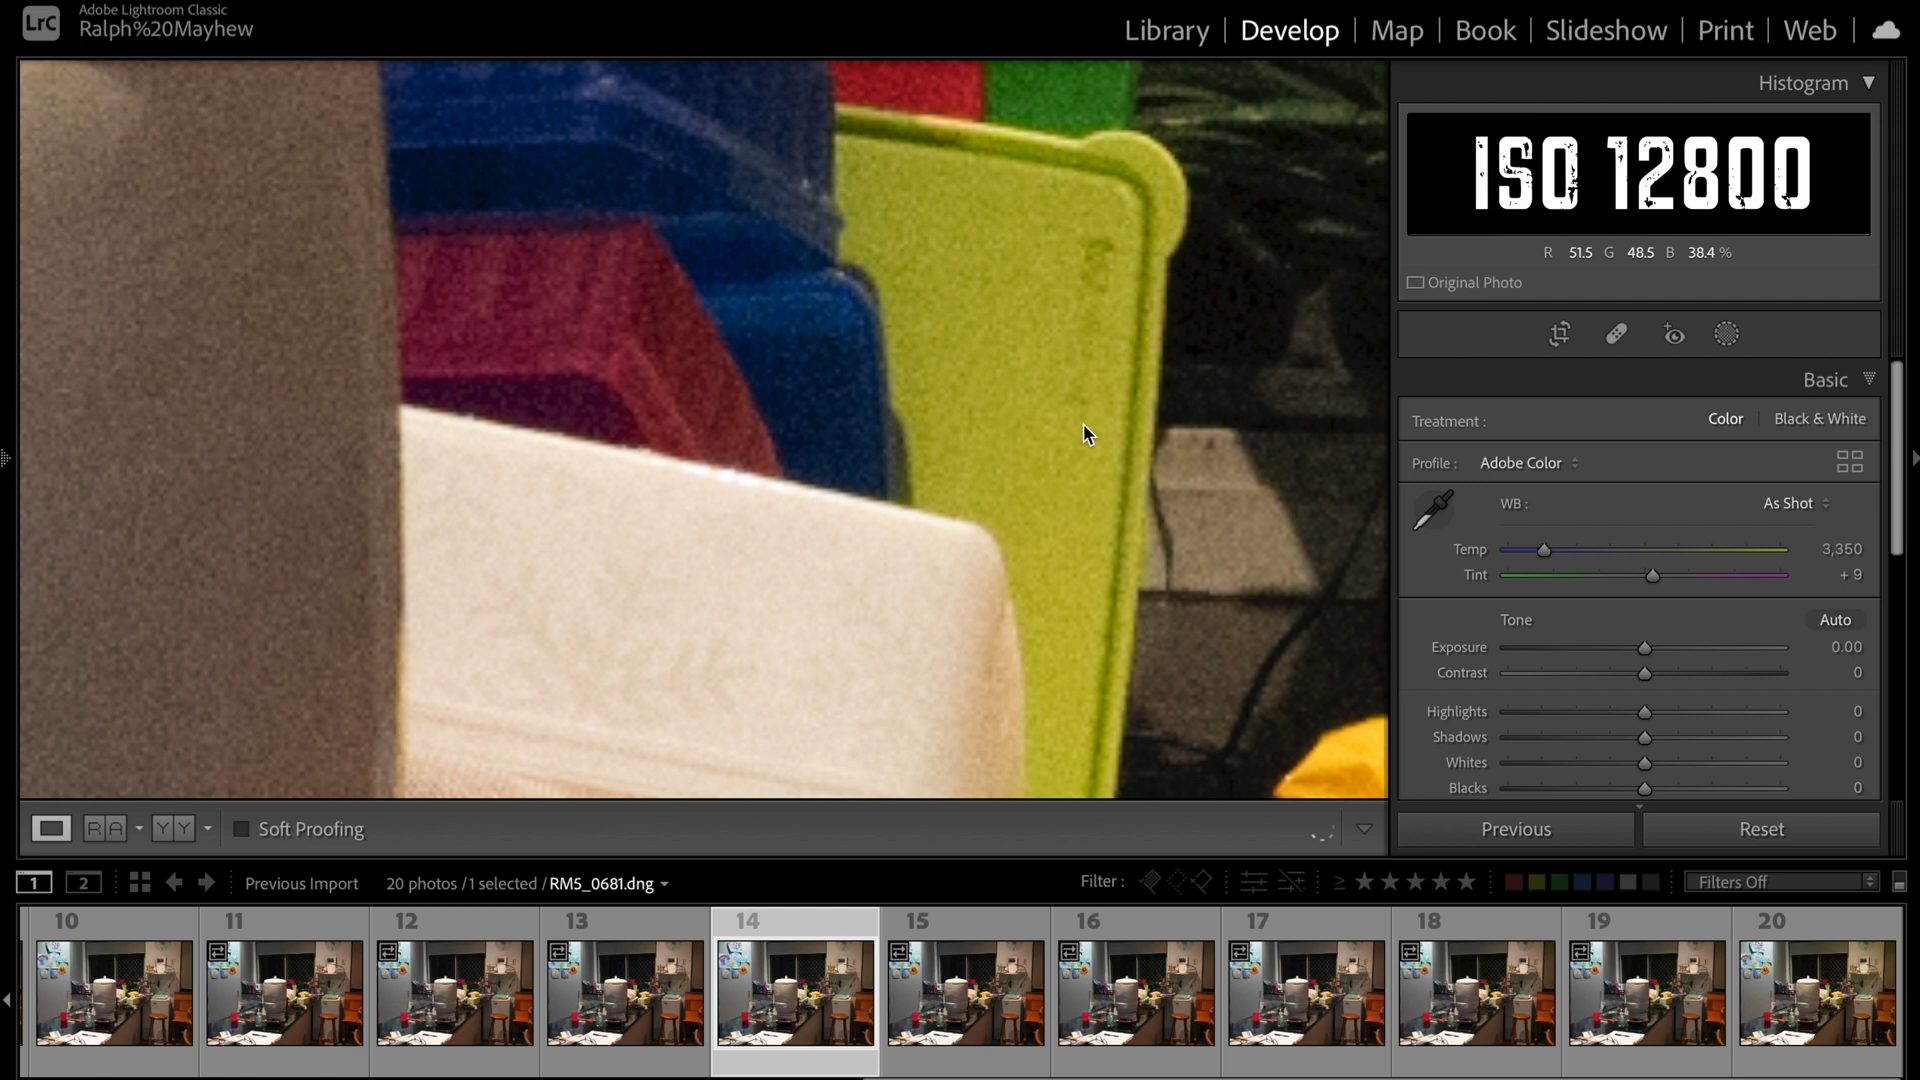 LrC
Adobe Lightroom Classic
Ralph%20Mayhew
Library | Develop | Map | Book | Slideshow | Print | Web
Histogram
ISO 12800
R 51.5 G 48.5 B 38.4 %
Original Photo
Basic
Treatment : Color | Black & White
Profile : Adobe Color
WB : As Shot
Temp 3,350
Tint + 9
Tone Auto
Exposure 0.00
Contrast 0
Highlights 0
Shadows 0
Whites 0
Blacks 0
R A Y Y Soft Proofing
Previous Reset
1 2 Previous Import 20 photos / 1 selected / RM5_0681.dng Filter : ≥ Filters Off
10 11 12 13 14 15 16 17 18 19 20